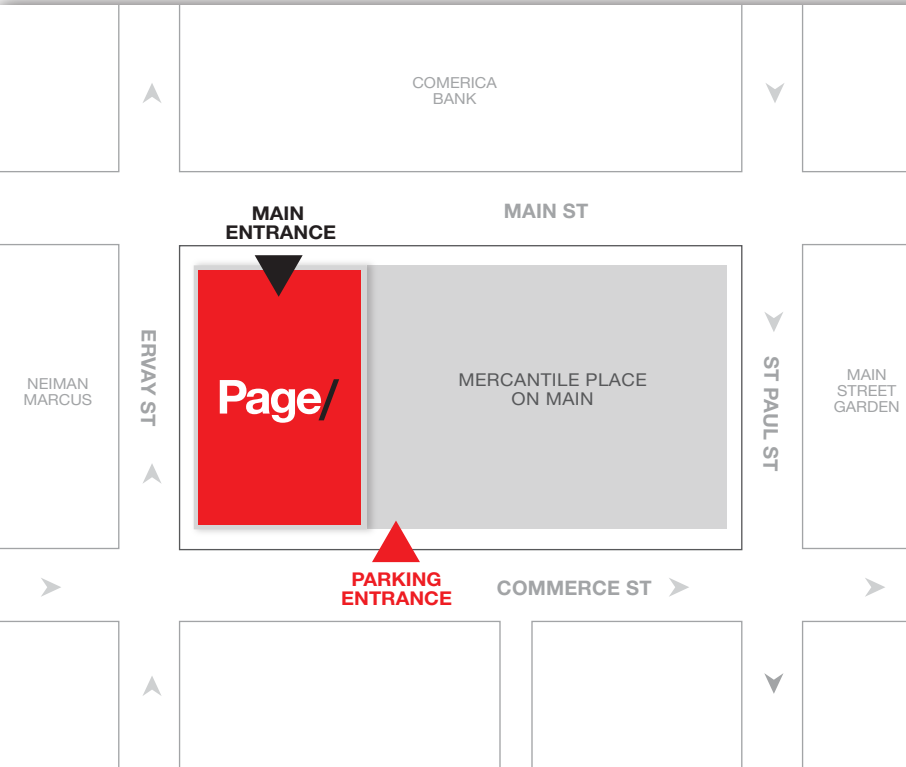 COMERICA
BANK
MAIN ST
MAIN
ENTRANCE
ERVAY ST
NEIMAN
MARCUS
Page/
MERCANTILE PLACE
ON MAIN
ST PAUL ST
MAIN
STREET
GARDEN
PARKING
ENTRANCE
COMMERCE ST